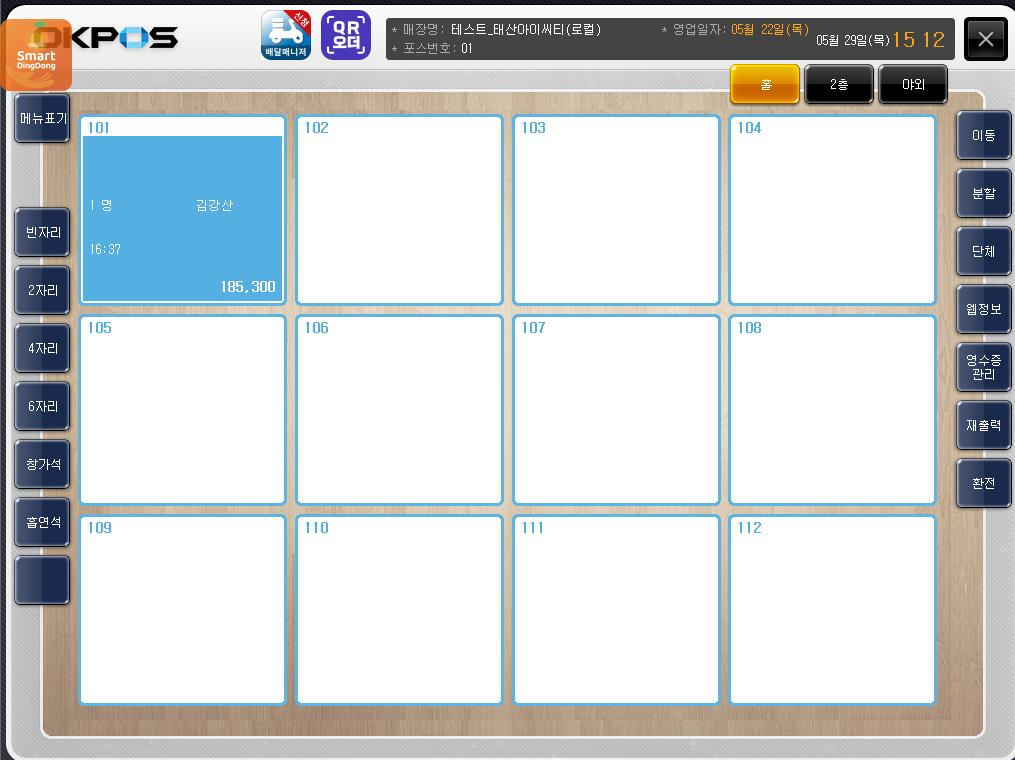 OKPOS
Smart
DingDong
신청
배달매니저
QR
오더
* 매장명: 테스트_태산아이씨티(로컬)
* 포스번호: 01
* 영업일자: 05월 22일(목)
05월 29일(목) 15 12
홀
2층
야외
메뉴표기
빈자리
2자리
4자리
6자리
창가석
흡연석
101
1 명 김강산
16:37
185,300
102
103
104
105
106
107
108
109
110
111
112
이동
분할
단체
웹정보
영수증
관리
재출력
환전